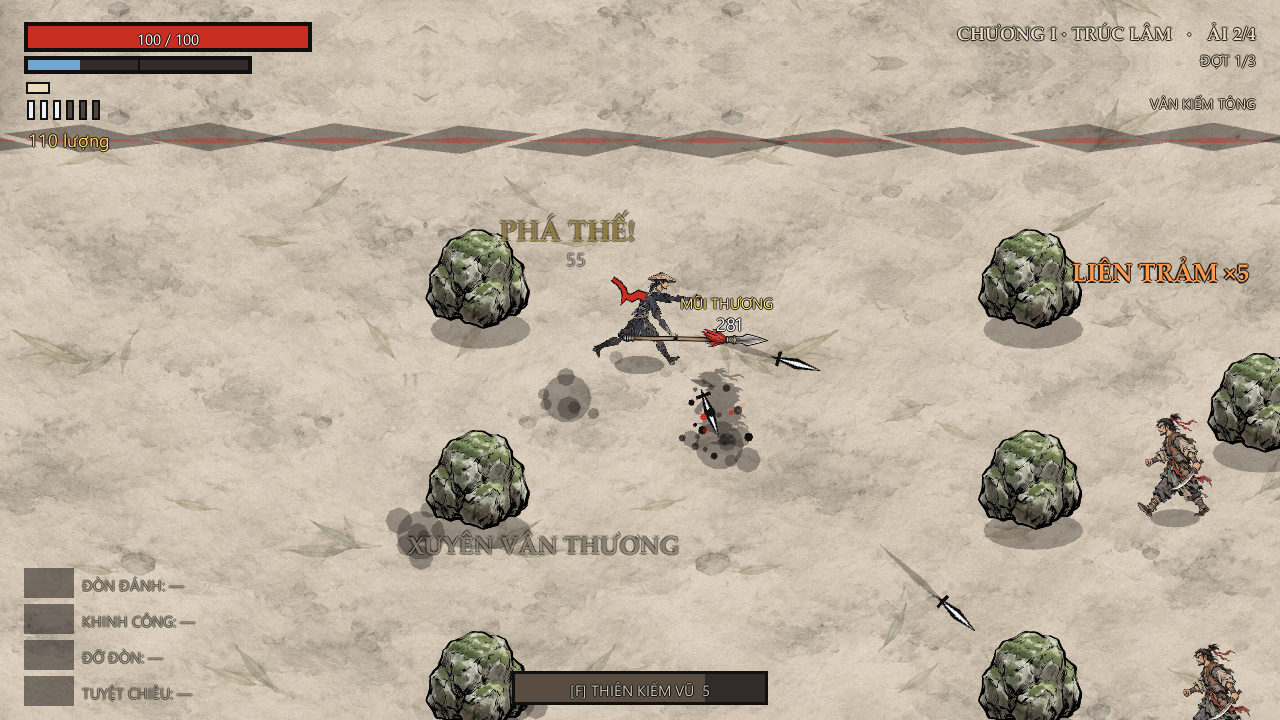 100 / 100
CHƯƠNG I · TRÚC LÂM · ẢI 2/4
ĐỢT 1/3
VÂN KIẾM TÔNG
110 lượng
PHÁ THẾ!
55
LIÊN TRẢM ×5
MŨI THƯƠNG
281
11
XUYÊN VÂN THƯƠNG
ĐÒN ĐÁNH: —
KHINH CÔNG: —
ĐỠ ĐÒN: —
TUYỆT CHIÊU: —
[F] THIÊN KIẾM VŨ 5